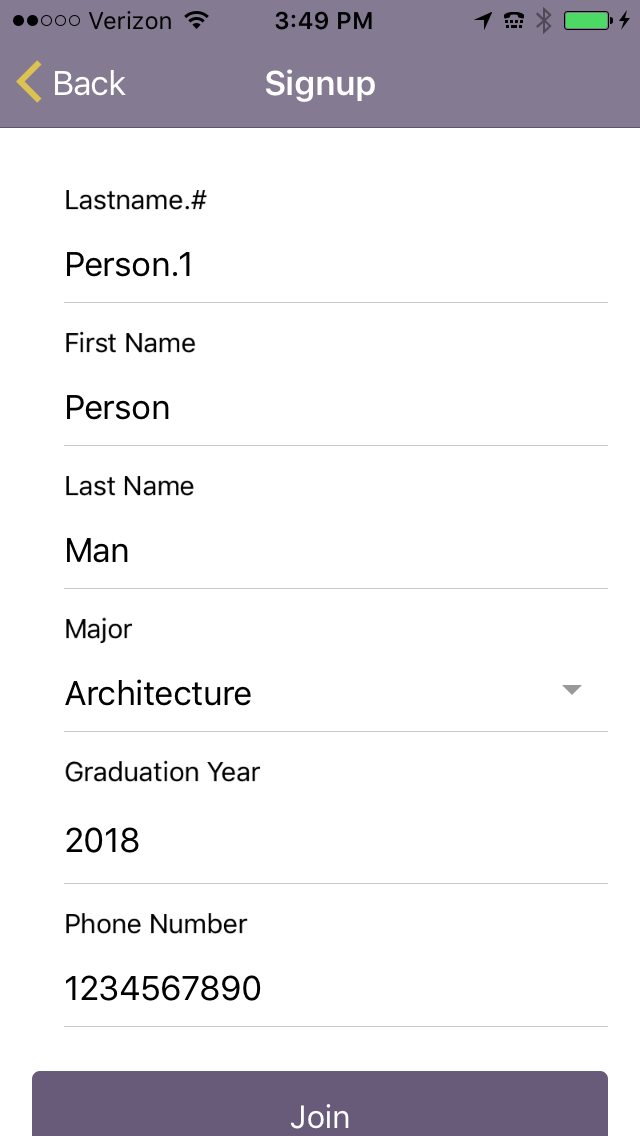 Verizon 3:49 PM
Back Signup
Lastname.#
Person.1
First Name
Person
Last Name
Man
Major
Architecture
Graduation Year
2018
Phone Number
1234567890
Join